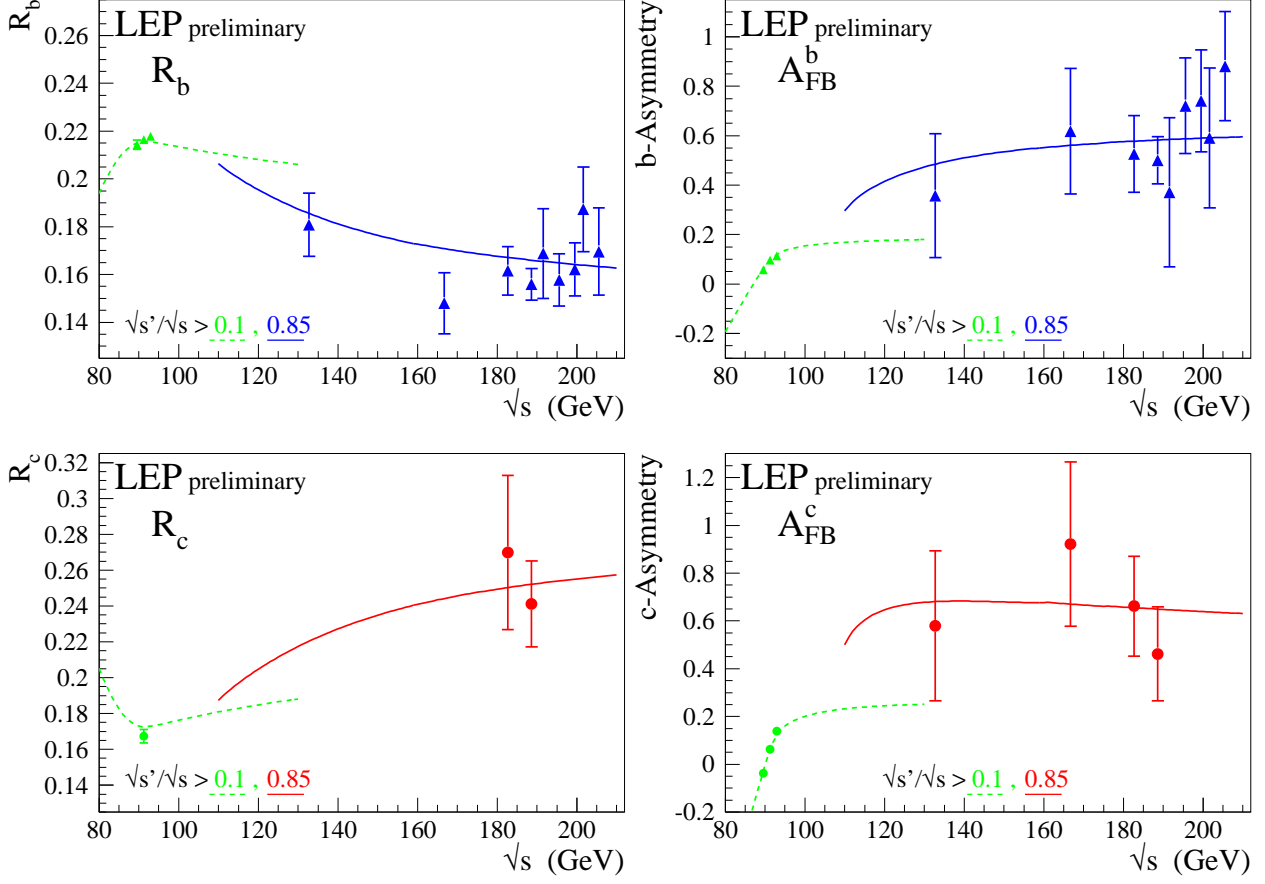 R_b
LEP preliminary
R_b
0.26
0.24
0.22
0.2
0.18
0.16
0.14
√s’/√s > 0.1 , 0.85
80 100 120 140 160 180 200
√s (GeV)
b-Asymmetry
LEP preliminary
A_FB^b
1
0.8
0.6
0.4
0.2
0
-0.2
√s’/√s > 0.1 , 0.85
80 100 120 140 160 180 200
√s (GeV)
R_c
LEP preliminary
R_c
0.32
0.3
0.28
0.26
0.24
0.22
0.2
0.18
0.16
0.14
√s’/√s > 0.1 , 0.85
80 100 120 140 160 180 200
√s (GeV)
c-Asymmetry
LEP preliminary
A_FB^c
1.2
1
0.8
0.6
0.4
0.2
0
-0.2
√s’/√s > 0.1 , 0.85
80 100 120 140 160 180 200
√s (GeV)